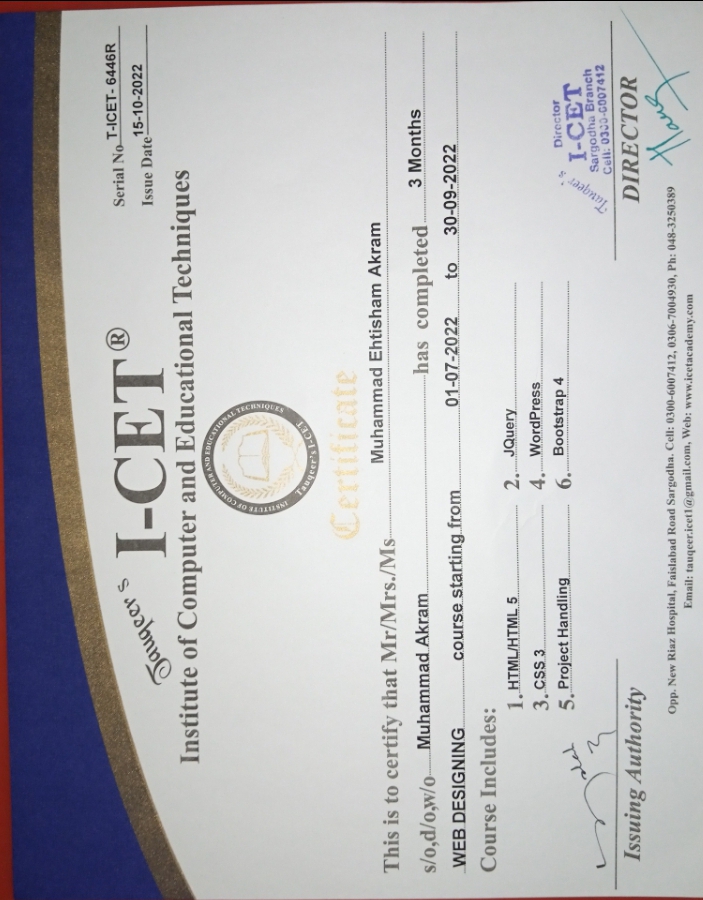 Tauqeer's I-CET®
Serial No T-ICET- 6446R
Issue Date 15-10-2022
Institute of Computer and Educational Techniques
INSTITUTE OF COMPUTER AND EDUCATIONAL TECHNIQUES
Tauqeer's I-CET
Certificate
This is to certify that Mr/Mrs./Ms Muhammad Ehtisham Akram
s/o,d/o,w/o Muhammad Akram has completed 3 Months
WEB DESIGNING course starting from 01-07-2022 to 30-09-2022
Course Includes:
1. HTML/HTML 5 2. JQuery
3. CSS 3 4. WordPress
5. Project Handling 6. Bootstrap 4
Tauqeer's
Director
I-CET
Sargodha Branch
Cell: 0300-6007412
Issuing Authority
DIRECTOR
Opp. New Riaz Hospital, Faislabad Road Sargodha. Cell: 0300-6007412, 0306-7004930, Ph: 048-3250389
Email: tauqeer.icet1@gmail.com, Web: www.icetacademy.com